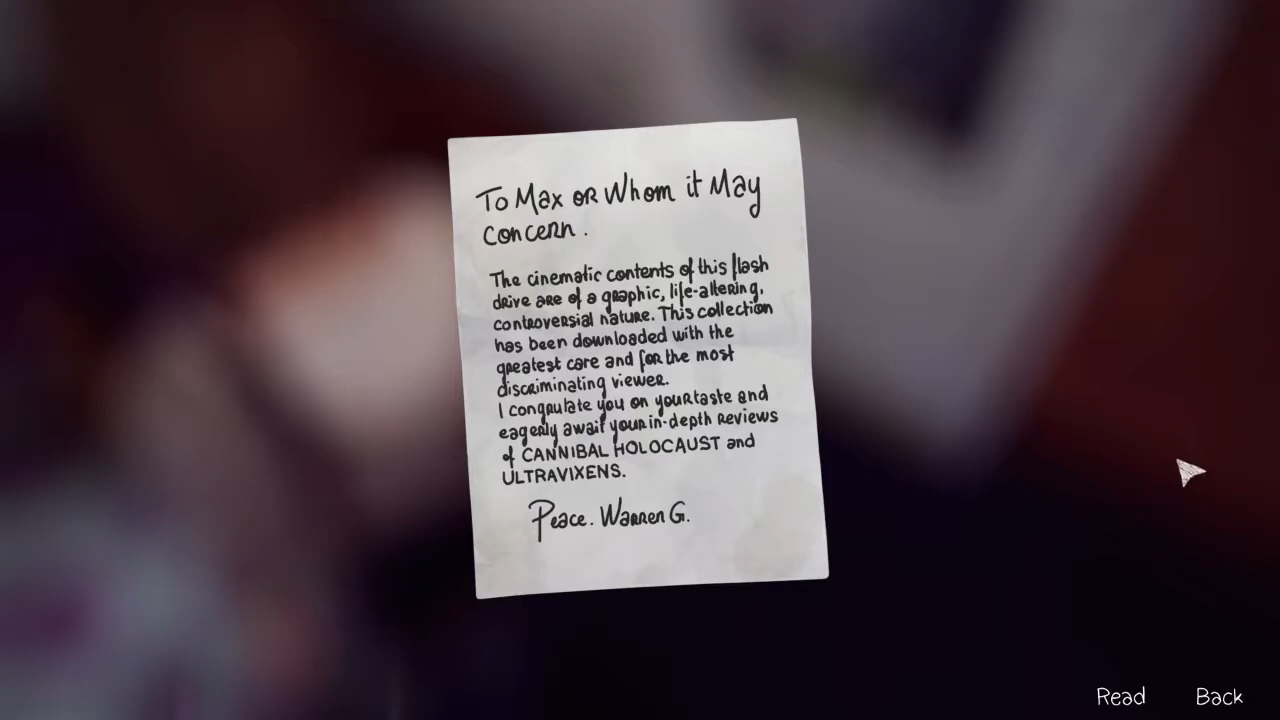 To Max or Whom it May
Concern.
The cinematic contents of this flash
drive are of a graphic, life-altering,
controversial nature. This collection
has been downloaded with the
greatest care and for the most
discriminating viewer.
I congrulate you on your taste and
eagerly await your in-depth reviews
of CANNIBAL HOLOCAUST and
ULTRAVIXENS.
Peace. Warren G.
Read Back